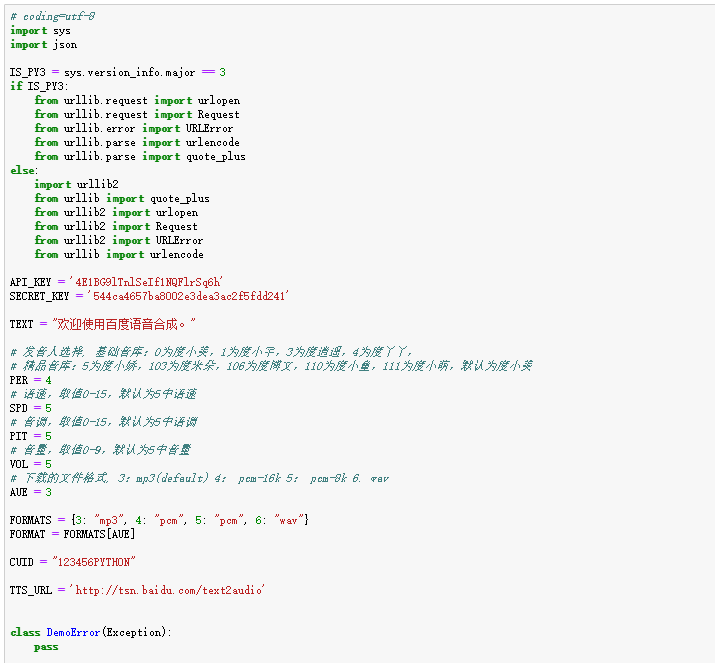 # coding=utf-8
import sys
import json
IS_PY3 = sys.version_info.major == 3
if IS_PY3:
    from urllib.request import urlopen
    from urllib.request import Request
    from urllib.error import URLError
    from urllib.parse import urlencode
    from urllib.parse import quote_plus
else:
    import urllib2
    from urllib import quote_plus
    from urllib2 import urlopen
    from urllib2 import Request
    from urllib2 import URLError
    from urllib import urlencode
API_KEY = '4E1BG9lTnlSeIf1NQFlrSq6h'
SECRET_KEY = '544ca4657ba8002e3dea3ac2f5fdd241'
TEXT = "欢迎使用百度语音合成。"
# 发音人选择, 基础音库：0为度小美，1为度小宇，3为度逍遥，4为度丫丫，
# 精品音库：5为度小娇，103为度米朵，106为度博文，110为度小童，111为度小萌，默认为度小美
PER = 4
# 语速，取值0-15，默认为5中语速
SPD = 5
# 音调，取值0-15，默认为5中语调
PIT = 5
# 音量，取值0-9，默认为5中音量
VOL = 5
# 下载的文件格式, 3：mp3(default) 4： pcm-16k 5： pcm-8k 6. wav
AUE = 3
FORMATS = {3: "mp3", 4: "pcm", 5: "pcm", 6: "wav"}
FORMAT = FORMATS[AUE]
CUID = "123456PYTHON"
TTS_URL = 'http://tsn.baidu.com/text2audio'
class DemoError(Exception):
    pass